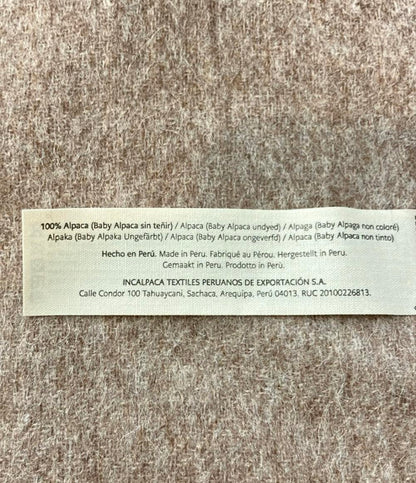 100% Alpaca (Baby Alpaca sin teñir) / Alpaca (Baby Alpaca undyed) / Alpaga (Baby Alpaga non coloré)
Alpaka (Baby Alpaka Ungefärbt) / Alpaca (Baby Alpaca ongeverfd) / Alpaca (Baby Alpaca non tinto)
Hecho en Perú. Made in Peru. Fabriqué au Pérou. Hergestellt in Peru.
Gemaakt in Peru. Prodotto in Perù.
INCALPACA TEXTILES PERUANOS DE EXPORTACIÓN S.A.
Calle Condor 100 Tahuaycani, Sachaca, Arequipa, Perú 04013. RUC 20100226813.